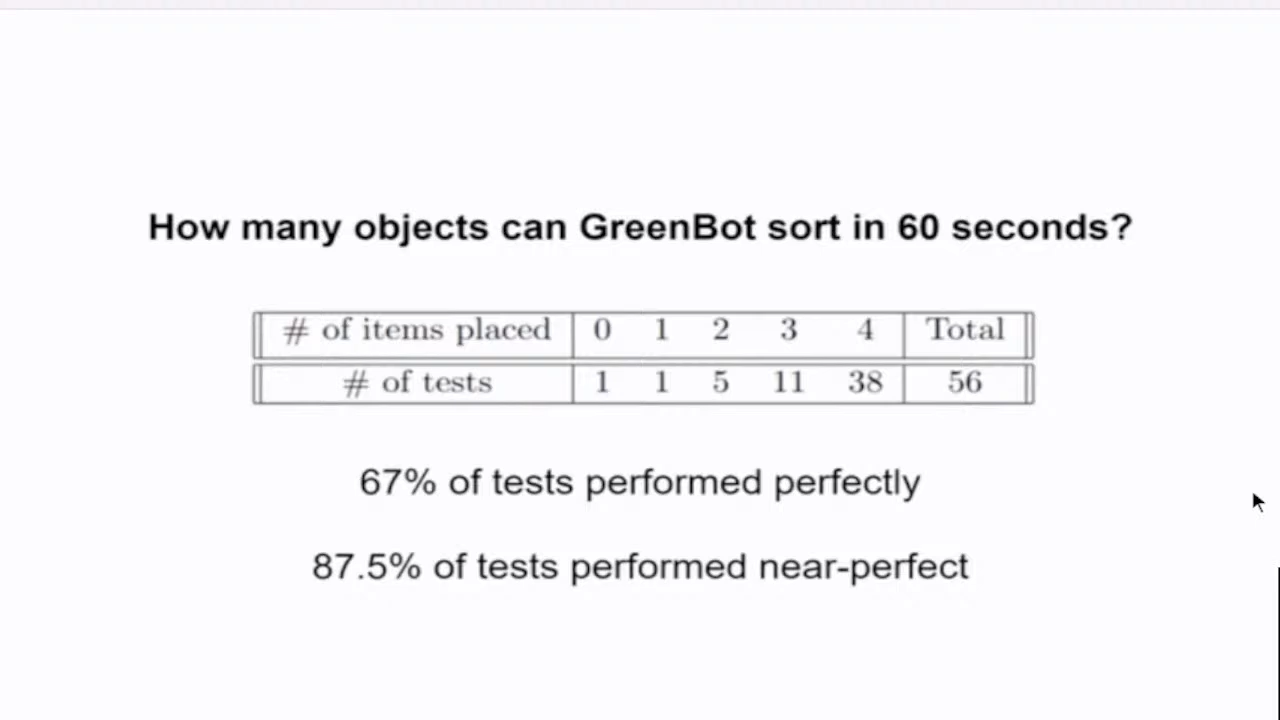 How many objects can GreenBot sort in 60 seconds?
# of items placed 0 1 2 3 4 Total
# of tests 1 1 5 11 38 56
67% of tests performed perfectly
87.5% of tests performed near-perfect